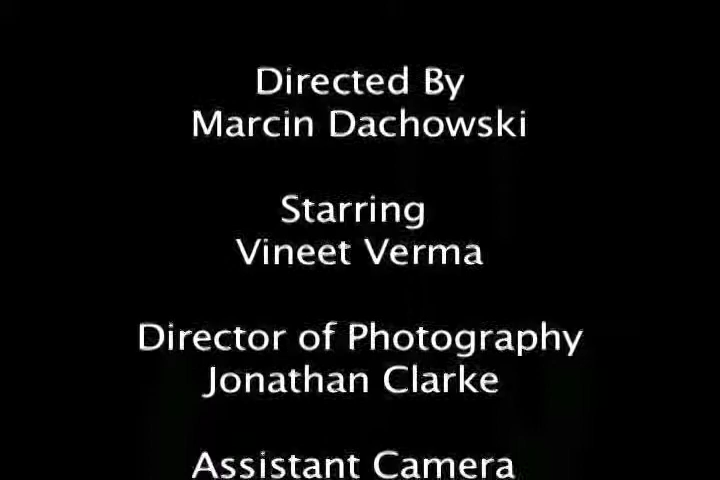 Directed By
Marcin Dachowski
Starring
Vineet Verma
Director of Photography
Jonathan Clarke
Assistant Camera